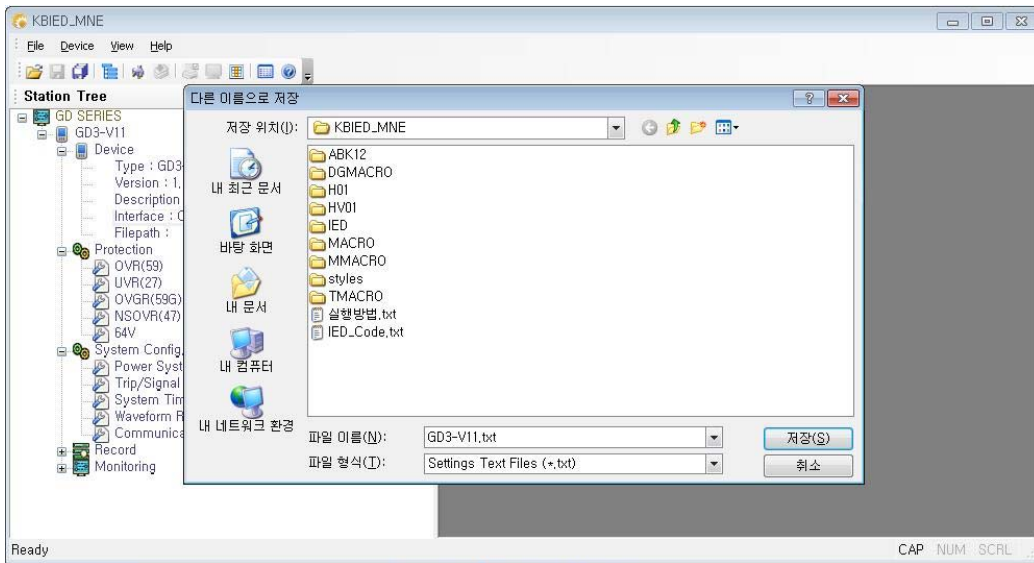 KBIED_MNE
File Device View Help
Station Tree
GD SERIES
GD3-V11
Device
Type : GD3-
Version : 1,
Description
Interface : C
Filepath :
Protection
OVR(59)
UVR(27)
OVGR(59G)
NSOVR(47)
64V
System Config,
Power Syst
Trip/Signal
System Tim
Waveform R
Communica
Record
Monitoring
다른 이름으로 저장
저장 위치(I):
KBIED_MNE
내 최근 문서
바탕 화면
내 문서
내 컴퓨터
내 네트워크 환경
ABK12
DGMACRO
H01
HV01
IED
MACRO
MMACRO
styles
TMACRO
실행방법,txt
IED_Code,txt
파일 이름(N):
GD3-V11,txt
저장(S)
파일 형식(T):
Settings Text Files (*,txt)
취소
Ready
CAP NUM SCRL